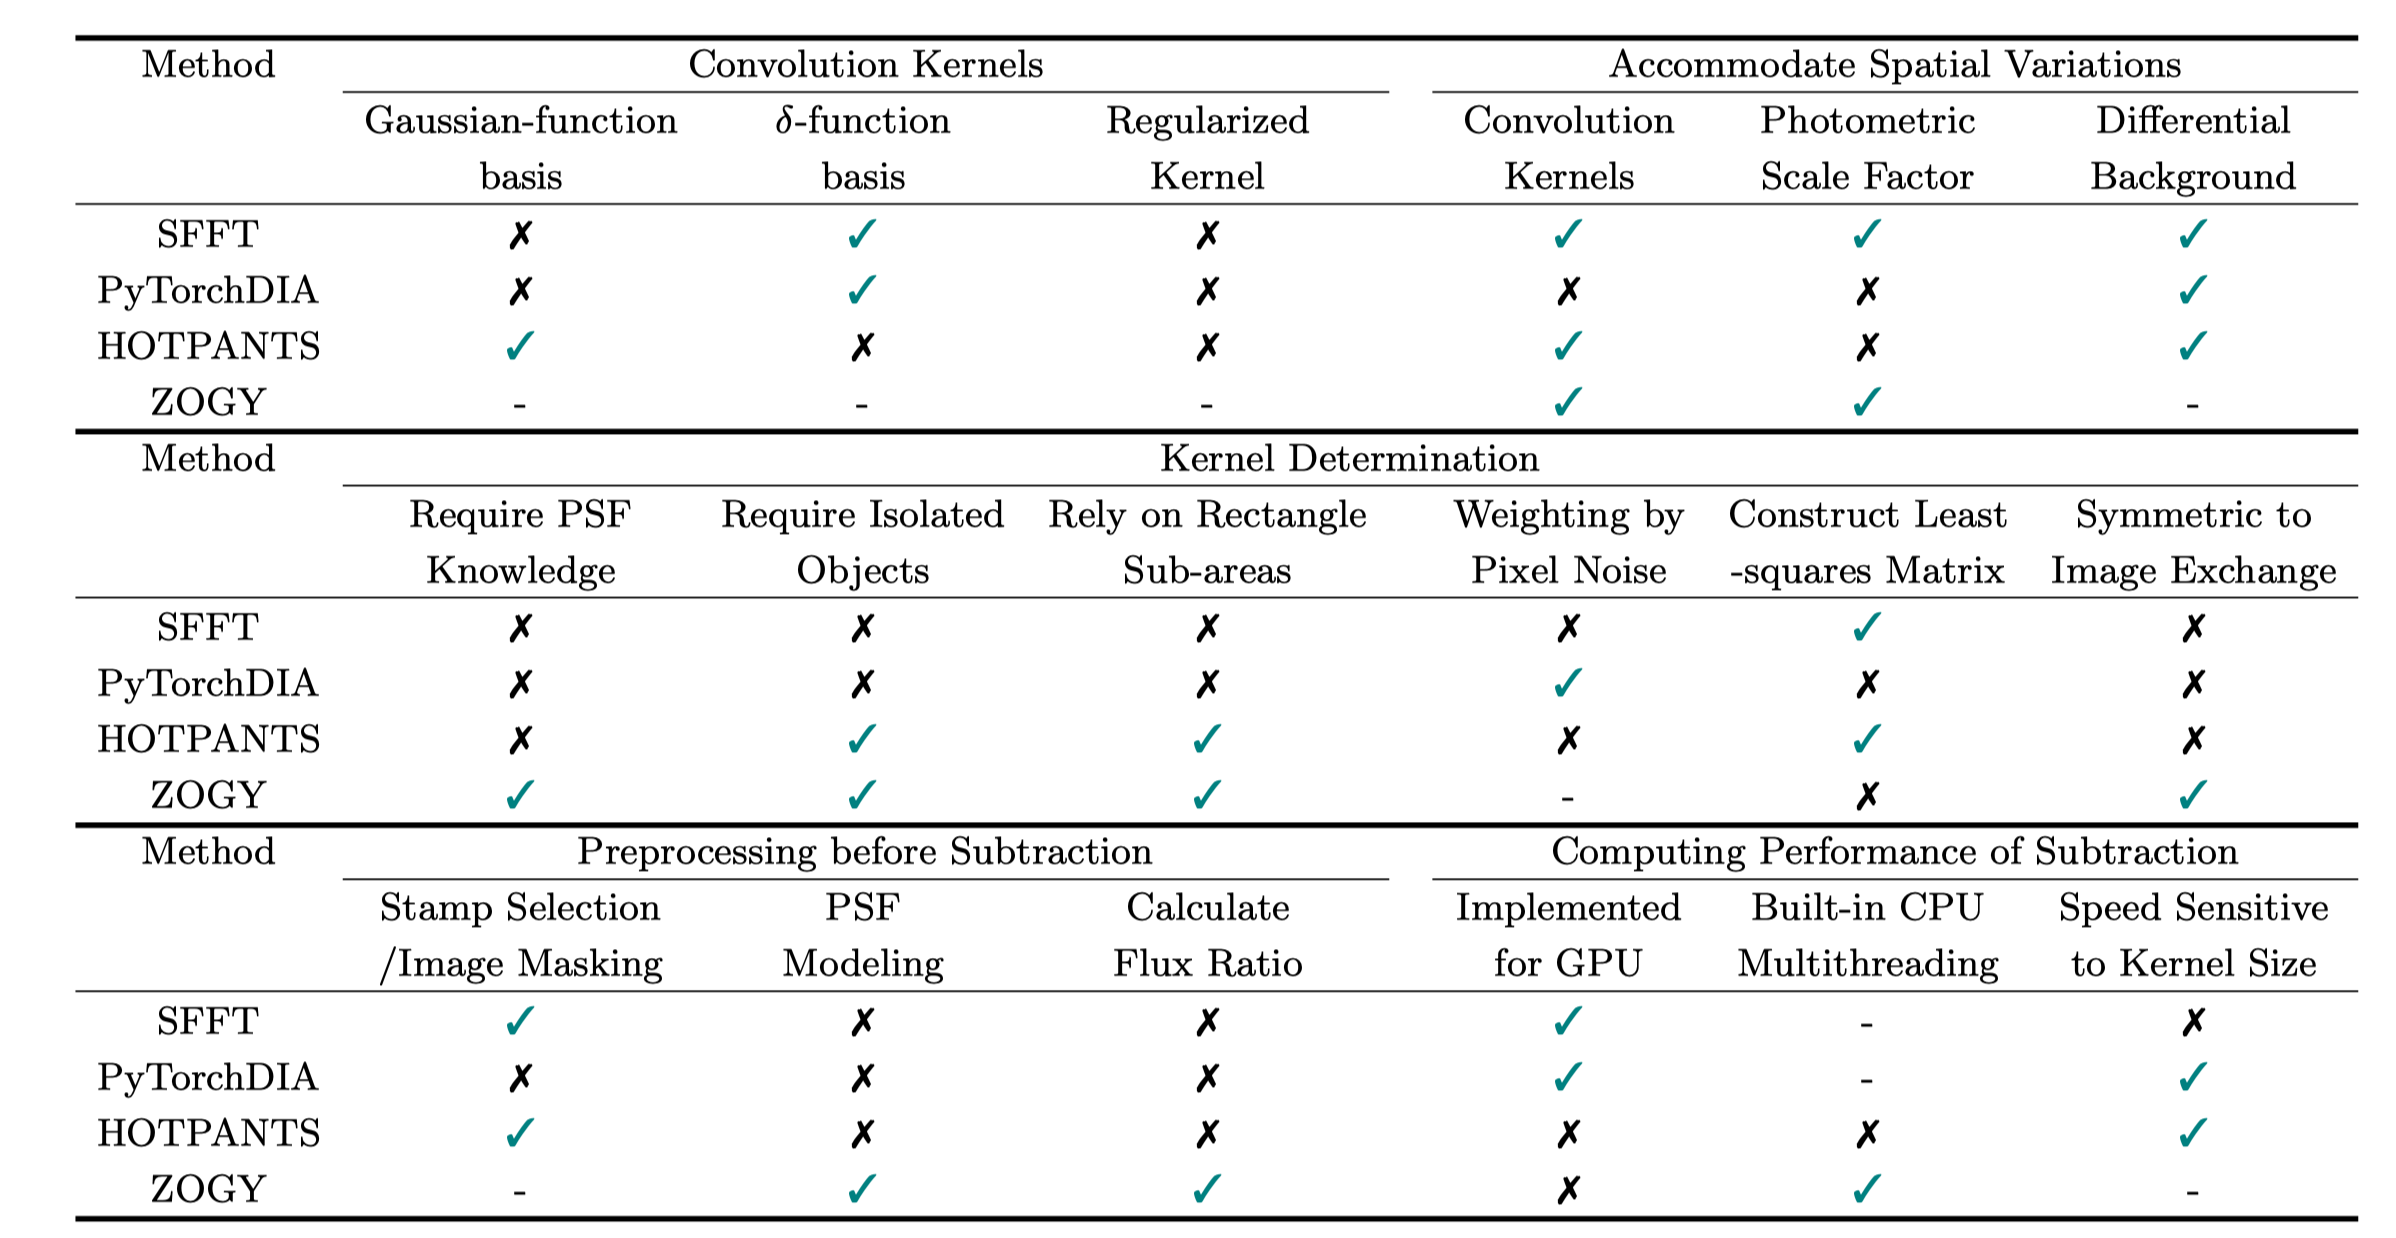 Method Convolution Kernels Accommodate Spatial Variations
Gaussian-function δ-function Regularized Convolution Photometric Differential
basis basis Kernel Kernels Scale Factor Background
SFFT ✗ ✓ ✗ ✓ ✓ ✓
PyTorchDIA ✗ ✓ ✗ ✗ ✗ ✓
HOTPANTS ✓ ✗ ✗ ✓ ✗ ✓
ZOGY - - - ✓ ✓ -
Method Kernel Determination
Require PSF Require Isolated Rely on Rectangle Weighting by Construct Least Symmetric to
Knowledge Objects Sub-areas Pixel Noise -squares Matrix Image Exchange
SFFT ✗ ✗ ✗ ✗ ✓ ✗
PyTorchDIA ✗ ✗ ✗ ✓ ✗ ✗
HOTPANTS ✗ ✓ ✓ ✗ ✓ ✗
ZOGY ✓ ✓ ✓ - ✗ ✓
Method Preprocessing before Subtraction Computing Performance of Subtraction
Stamp Selection PSF Calculate Implemented Built-in CPU Speed Sensitive
/Image Masking Modeling Flux Ratio for GPU Multithreading to Kernel Size
SFFT ✓ ✗ ✗ ✓ - ✗
PyTorchDIA ✗ ✗ ✗ ✓ - ✓
HOTPANTS ✓ ✗ ✗ ✗ ✗ ✓
ZOGY - ✓ ✓ ✗ ✓ -